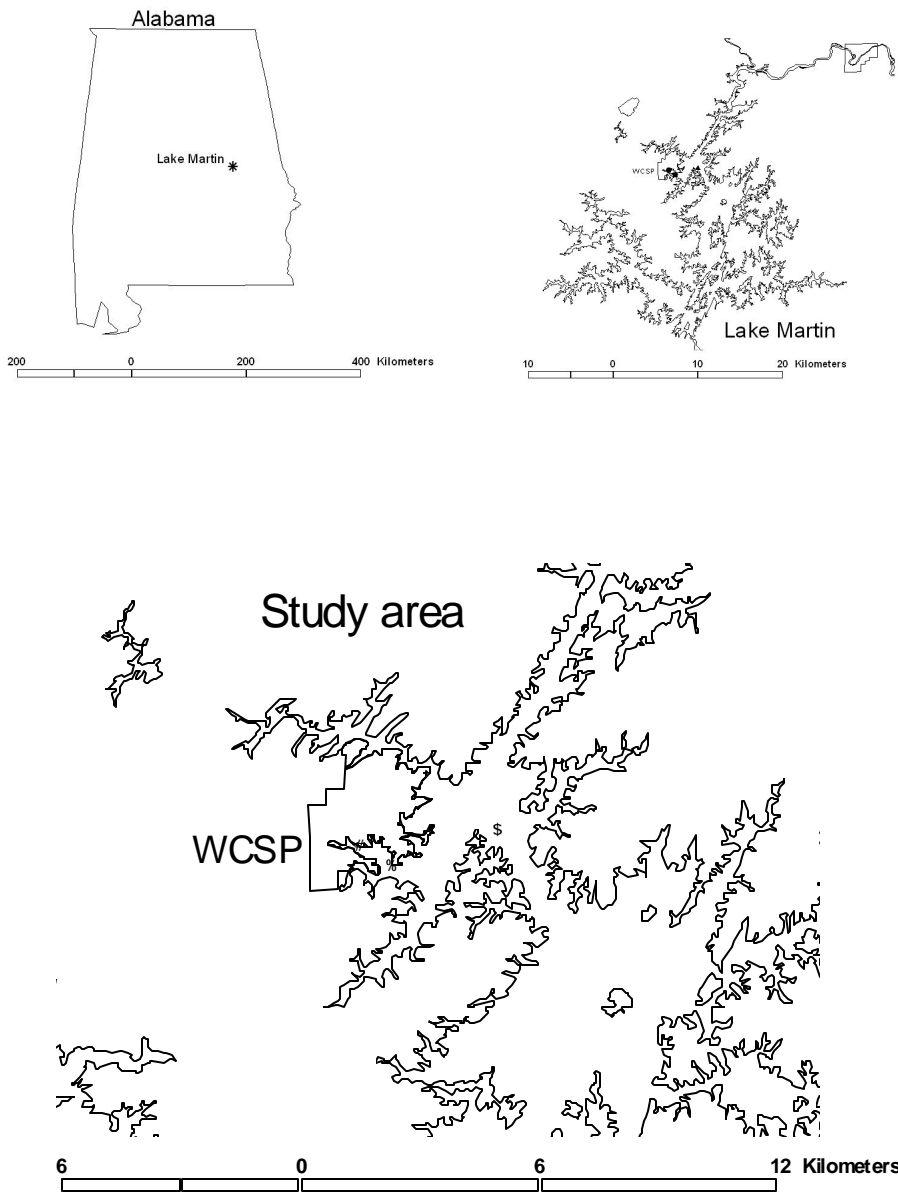 Alabama
Lake Martin
200 0 200 400 Kilometers
WCSP
Lake Martin
10 0 10 20 Kilometers
Study area
WCSP
$
#
%
6 0 6 12 Kilometers